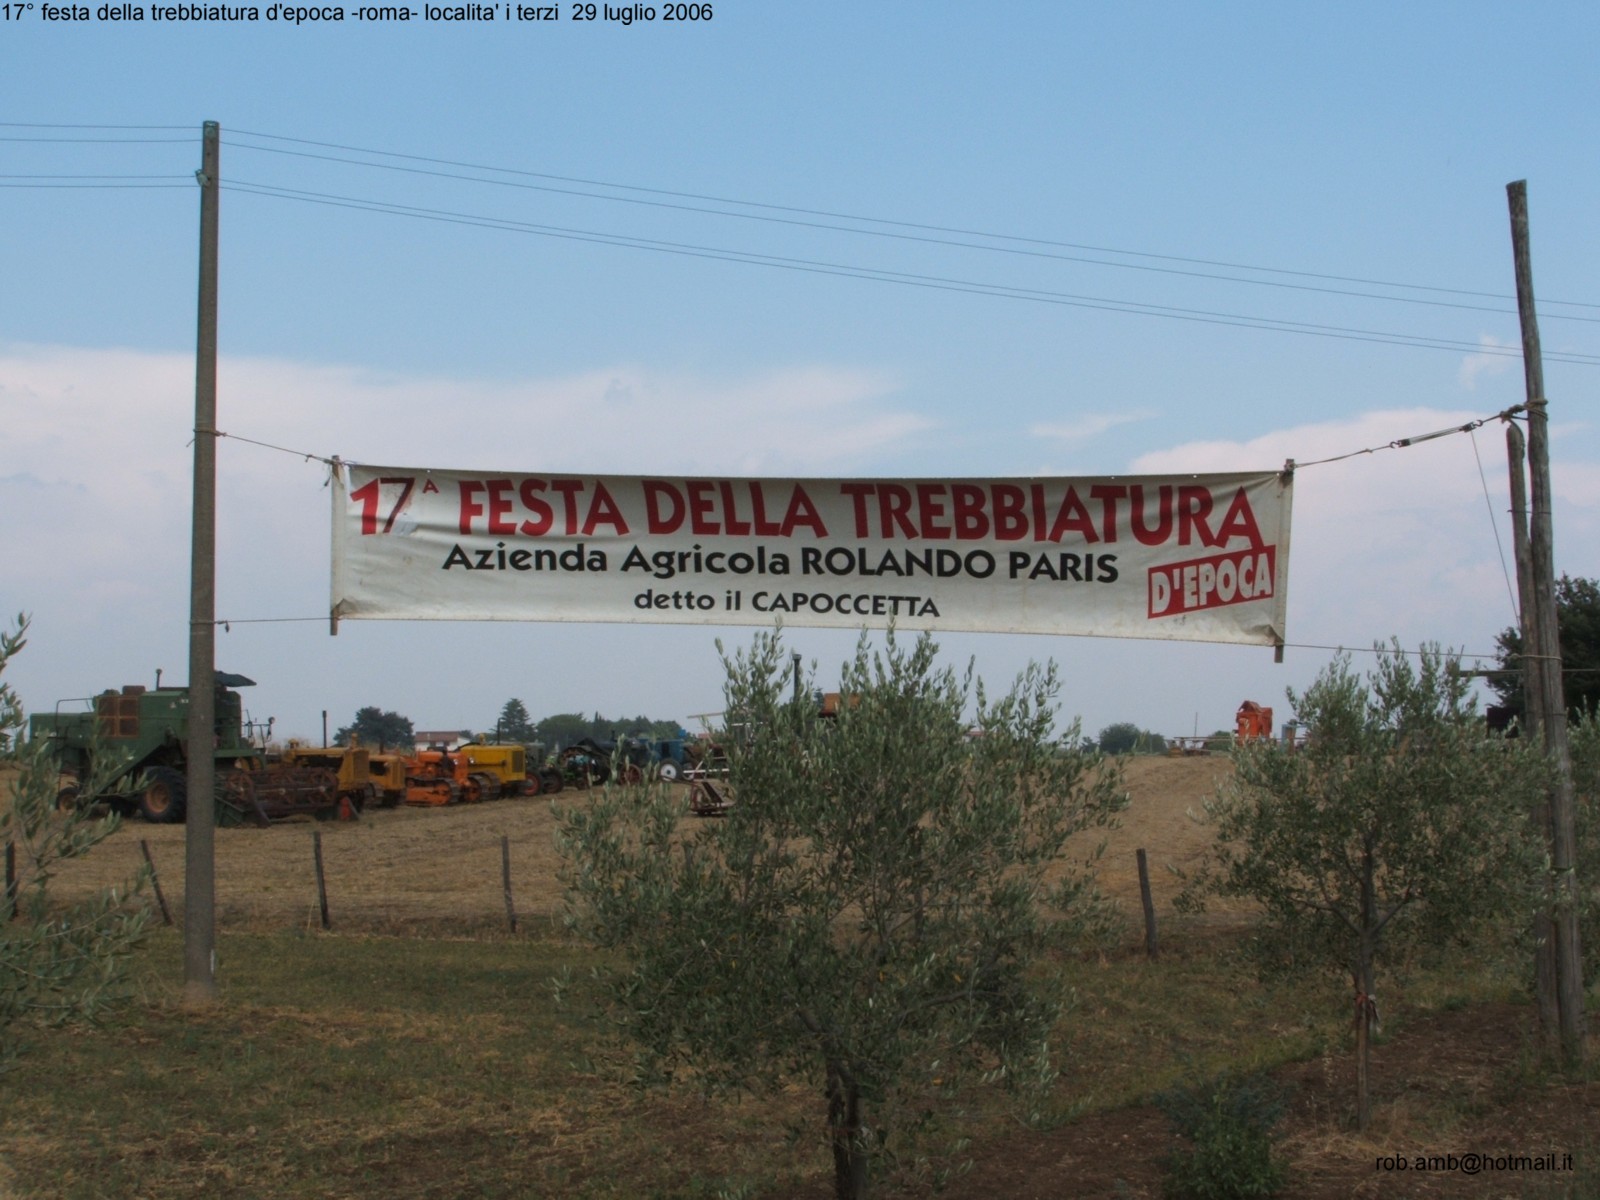 17° festa della trebbiatura d'epoca -roma- localita' i terzi  29 luglio 2006
17A FESTA DELLA TREBBIATURA
Azienda Agricola ROLANDO PARIS
D'EPOCA
detto il CAPOCCETTA
rob.amb@hotmail.it